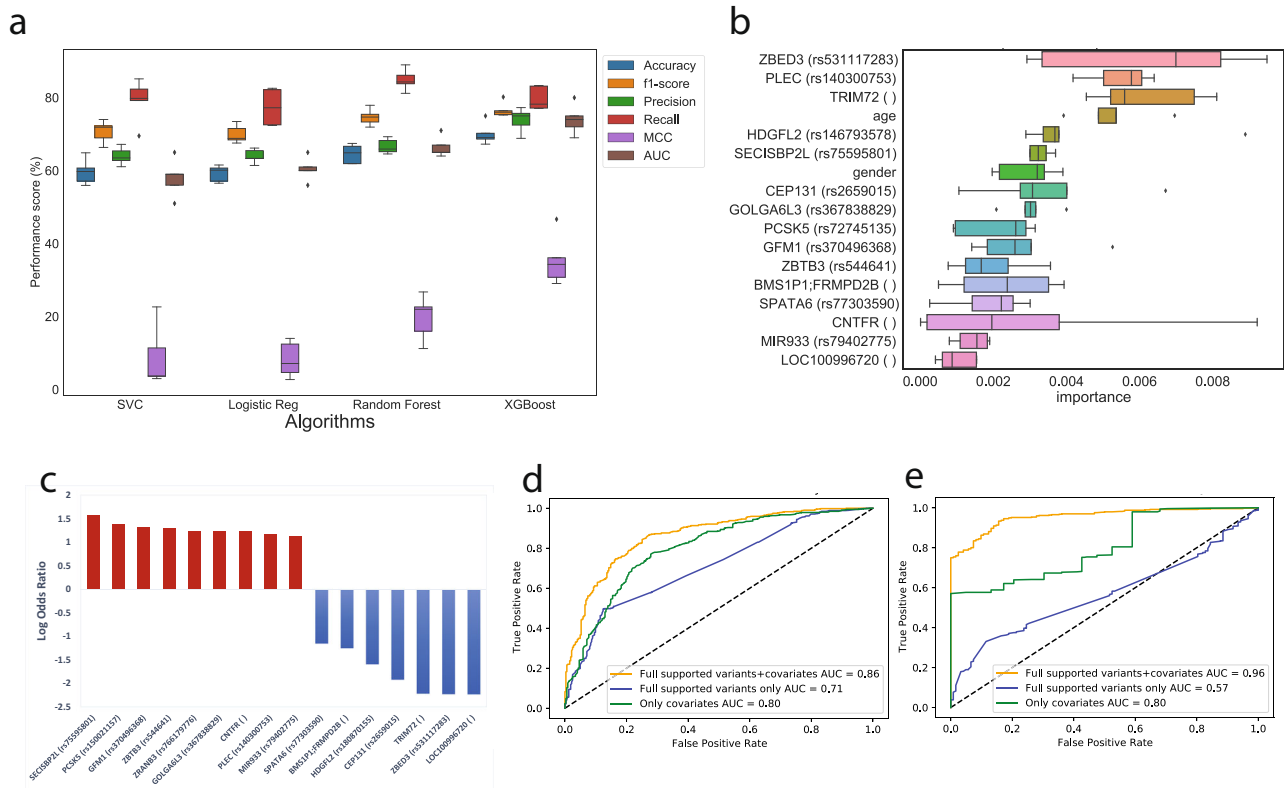 a
Performance score (%)
80
60
40
20
0
SVC
Logistic Reg
Random Forest
XGBoost
Algorithms
Accuracy
f1-score
Precision
Recall
MCC
AUC
b
ZBED3 (rs531117283)
PLEC (rs140300753)
TRIM72 ( )
age
HDGFL2 (rs146793578)
SECISBP2L (rs75595801)
gender
CEP131 (rs2659015)
GOLGA6L3 (rs367838829)
PCSK5 (rs72745135)
GFM1 (rs370496368)
ZBTB3 (rs544641)
BMS1P1;FRMPD2B ( )
SPATA6 (rs77303590)
CNTFR ( )
MIR933 (rs79402775)
LOC100996720 ( )
0.000
0.002
0.004
0.006
0.008
importance
c
Log Odds Ratio
2
1.5
1
0.5
0
-0.5
-1
-1.5
-2
-2.5
SECISBP2L (rs75595801)
PCSK5 (rs150021157)
GFM1 (rs370496368)
ZBTB3 (rs544641)
ZRANB3 (rs766179776)
GOLGA6L3 (rs367838829)
CNTFR ( )
PLEC (rs140300753)
MIR933 (rs79402775)
SPATA6 (rs77303590)
BMS1P1;FRMPD2B ( )
HDGFL2 (rs180870155)
CEP131 (rs2659015)
TRIM72 ( )
ZBED3 (rs531117283)
LOC100996720 ( )
d
True Positive Rate
1.0
0.8
0.6
0.4
0.2
0.0
Full supported variants+covariates AUC = 0.86
Full supported variants only AUC = 0.71
Only covariates AUC = 0.80
0.0
0.2
0.4
0.6
0.8
1.0
False Positive Rate
e
True Positive Rate
1.0
0.8
0.6
0.4
0.2
0.0
Full supported variants+covariates AUC = 0.96
Full supported variants only AUC = 0.57
Only covariates AUC = 0.80
0.0
0.2
0.4
0.6
0.8
1.0
False Positive Rate